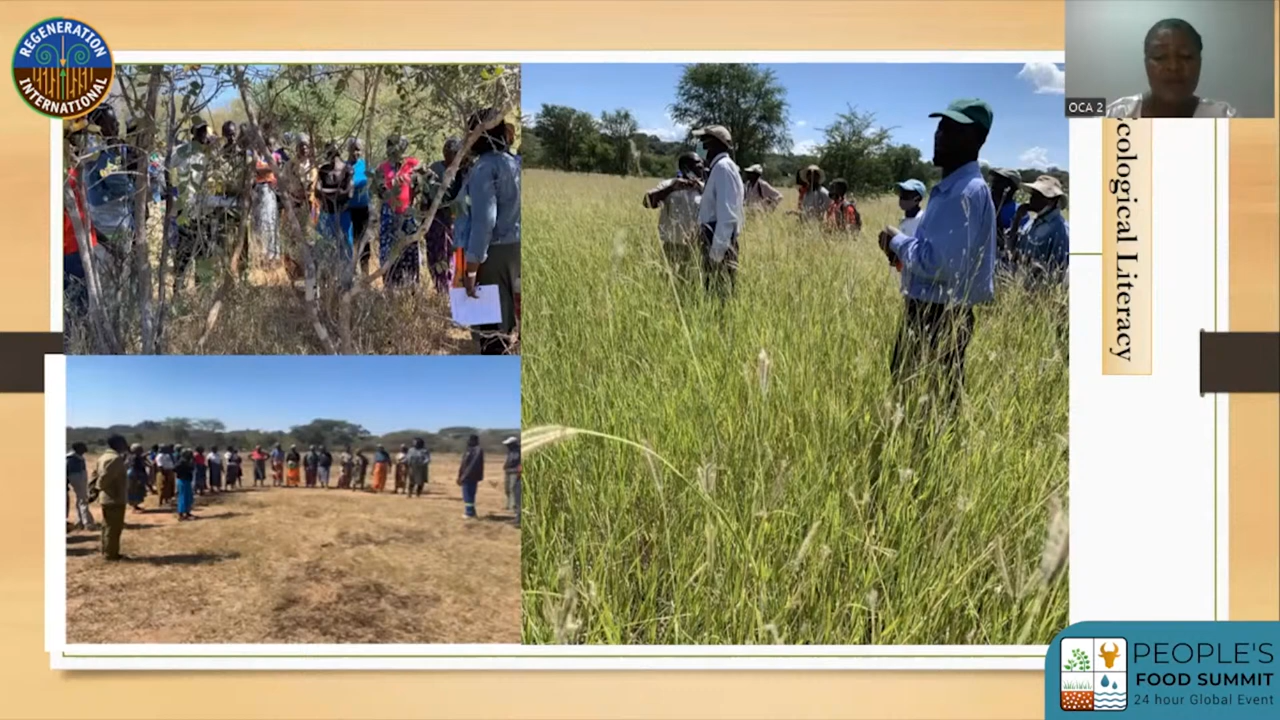 REGENERATION
INTERNATIONAL
OCA 2
cological Literacy
PEOPLE'S
FOOD SUMMIT
24 hour Global Event